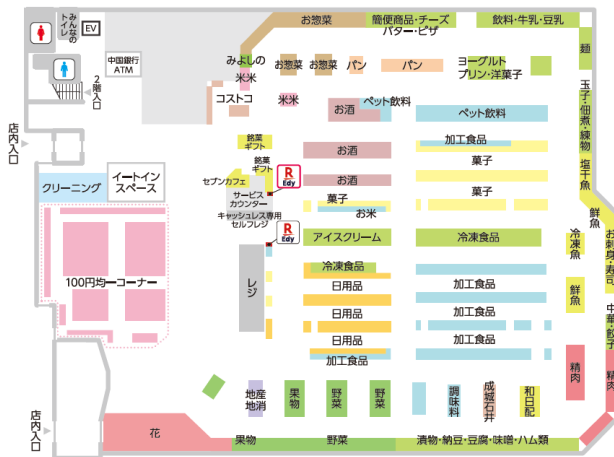 みんなの
トイレ
EV
中国銀行
ATM
2階入口
店内入口
お惣菜
簡便商品・チーズ
バター・ピザ
飲料・牛乳・豆乳
麺
みよしの
米米
お惣菜
お惣菜
パン
パン
ヨーグルト
プリン・洋菓子
コストコ
米米
お酒
ペット飲料
ペット飲料
玉子・佃煮・練物
塩干魚
銘菓
ギフト
お酒
加工食品
菓子
銘菓
ギフト
R
Edy
セブンカフェ
お酒
菓子
クリーニング
イートイン
スペース
サービス
カウンター
菓子
お米
キャッシュレス専用
セルフレジ
R
Edy
アイスクリーム
冷凍食品
鮮魚
冷凍魚
お刺身・寿司
100円均一コーナー
レジ
冷凍食品
日用品
加工食品
鮮魚
日用品
加工食品
中華・餃子
日用品
加工食品
精肉
精肉
地産
地消
果物
野菜
野菜
調味料
成城石井
和日配
店内入口
花
果物
野菜
漬物・納豆・豆腐・味噌・ハム類